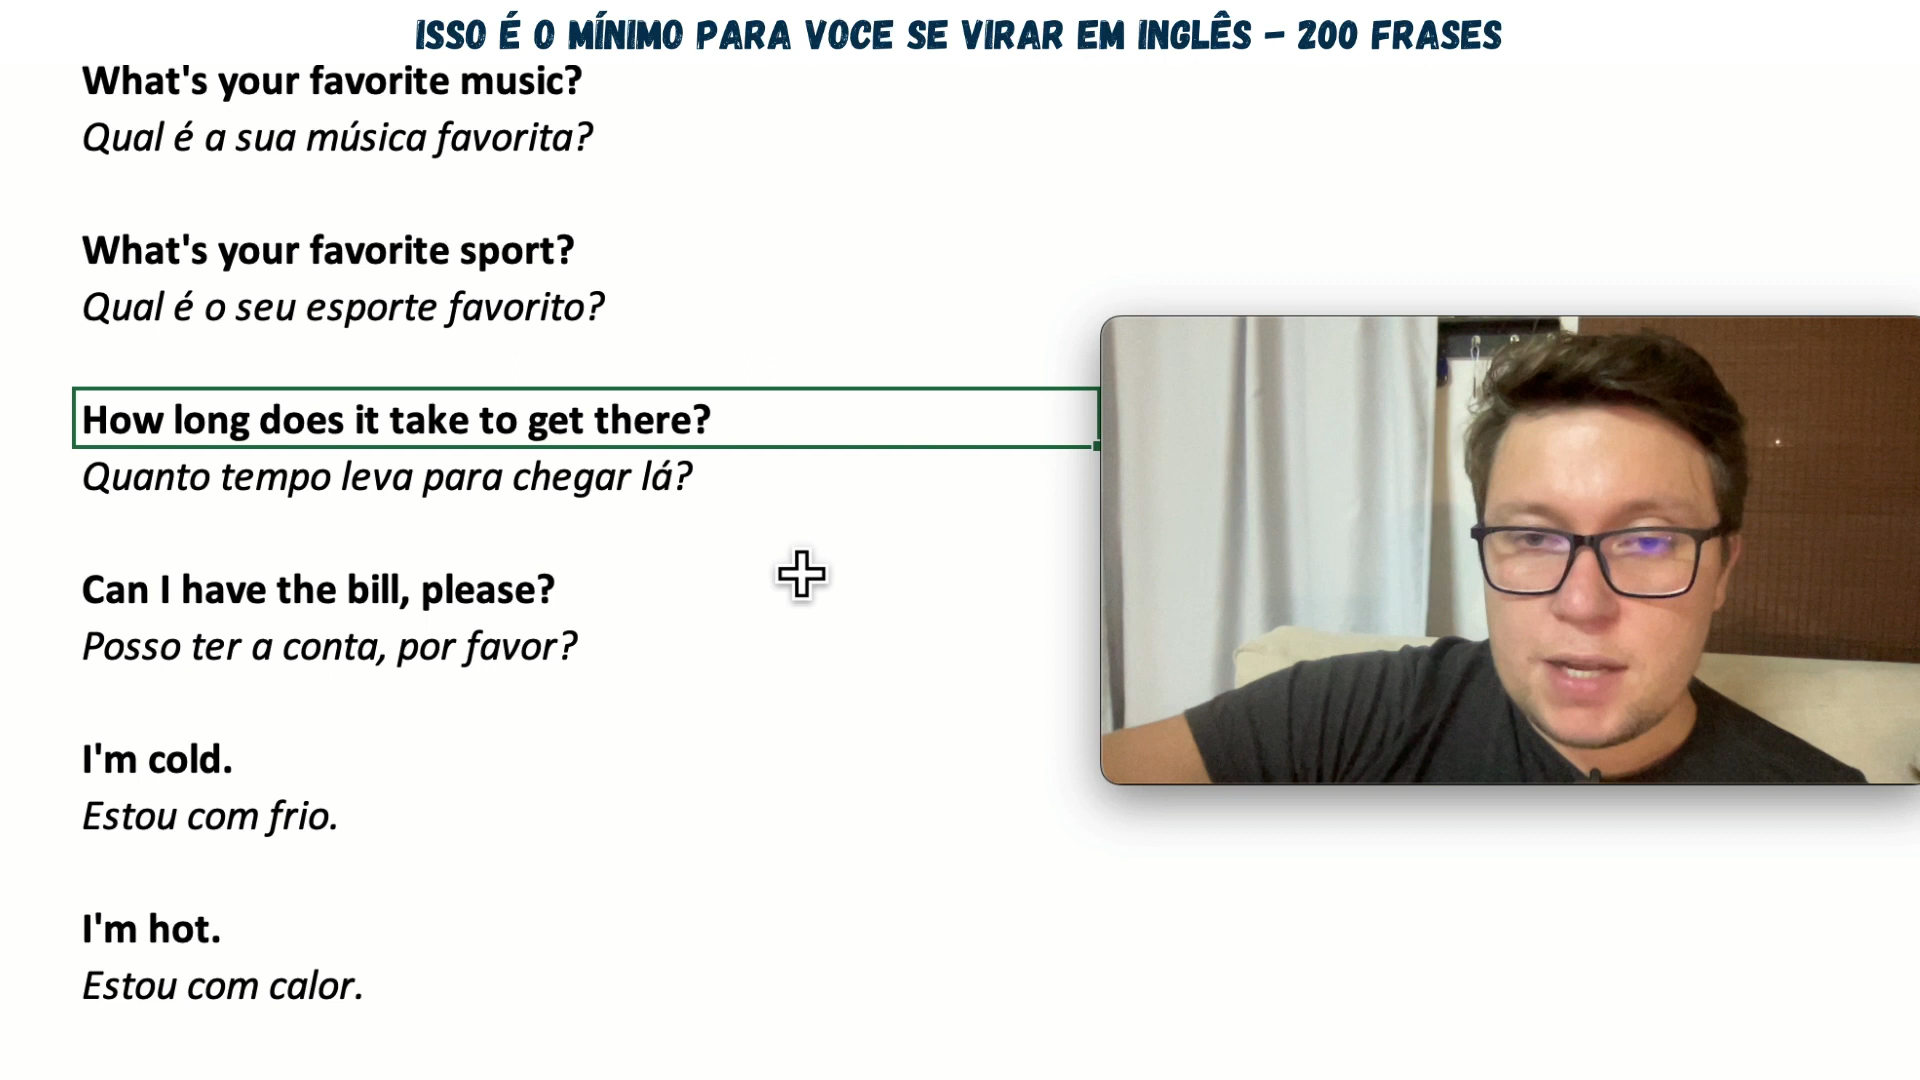 ISSO É O MÍNIMO PARA VOCE SE VIRAR EM INGLÊS – 200 FRASES
What's your favorite music?
Qual é a sua música favorita?
What's your favorite sport?
Qual é o seu esporte favorito?
How long does it take to get there?
Quanto tempo leva para chegar lá?
Can I have the bill, please?
Posso ter a conta, por favor?
I'm cold.
Estou com frio.
I'm hot.
Estou com calor.